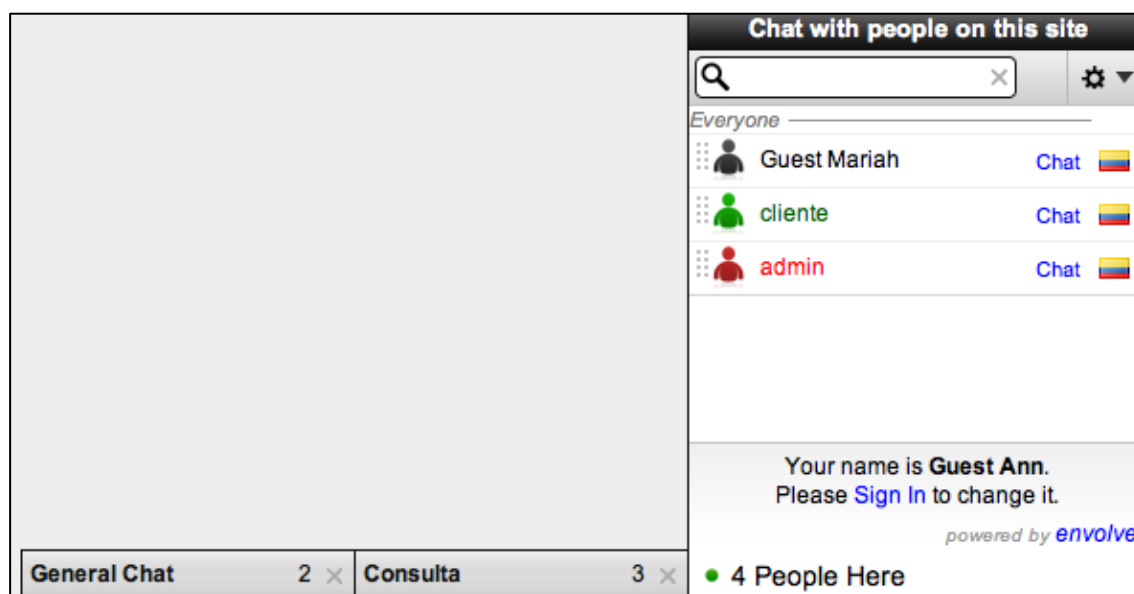 Chat with people on this site
Everyone
Guest Mariah Chat
cliente Chat
admin Chat
Your name is Guest Ann.
Please Sign In to change it.
powered by envolve
General Chat 2 Consulta 3 4 People Here